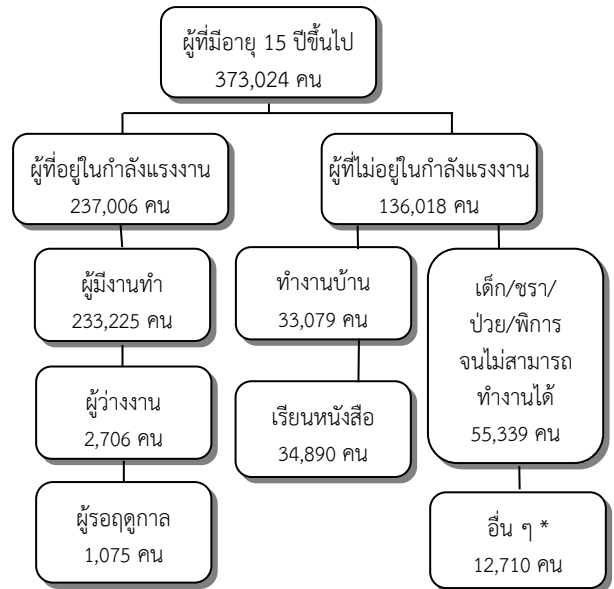 ผู้ที่มีอายุ 15 ปีขึ้นไป
373,024 คน
ผู้ที่อยู่ในกำลังแรงงาน
237,006 คน
ผู้ที่ไม่อยู่ในกำลังแรงงาน
136,018 คน
ผู้มีงานทำ
233,225 คน
ทำงานบ้าน
33,079 คน
เด็ก/ชรา/
ป่วย/พิการ
จนไม่สามารถ
ทำงานได้
55,339 คน
ผู้ว่างงาน
2,706 คน
เรียนหนังสือ
34,890 คน
ผู้รอฤดูกาล
1,075 คน
อื่น ๆ *
12,710 คน